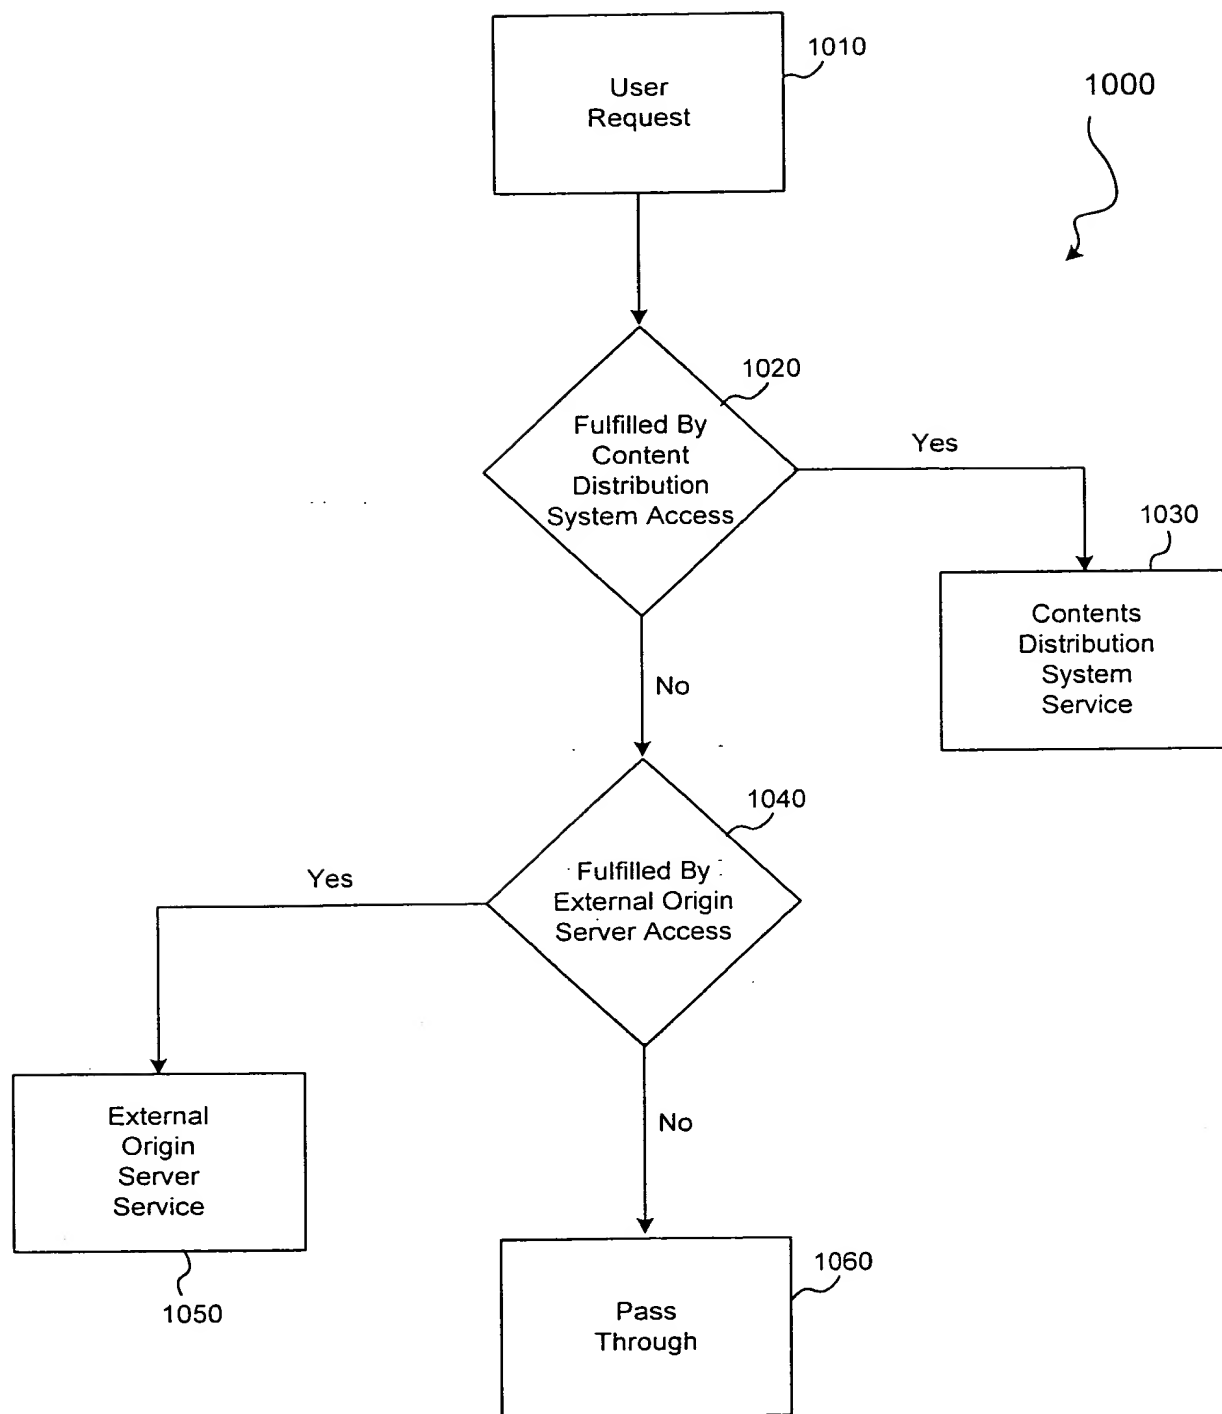 1010
User
Request
1000
1020
Fulfilled By
Content
Distribution
System Access
Yes
1030
Contents
Distribution
System
Service
No
1040
Fulfilled By
External Origin
Server Access
Yes
External
Origin
Server
Service
1050
No
1060
Pass
Through